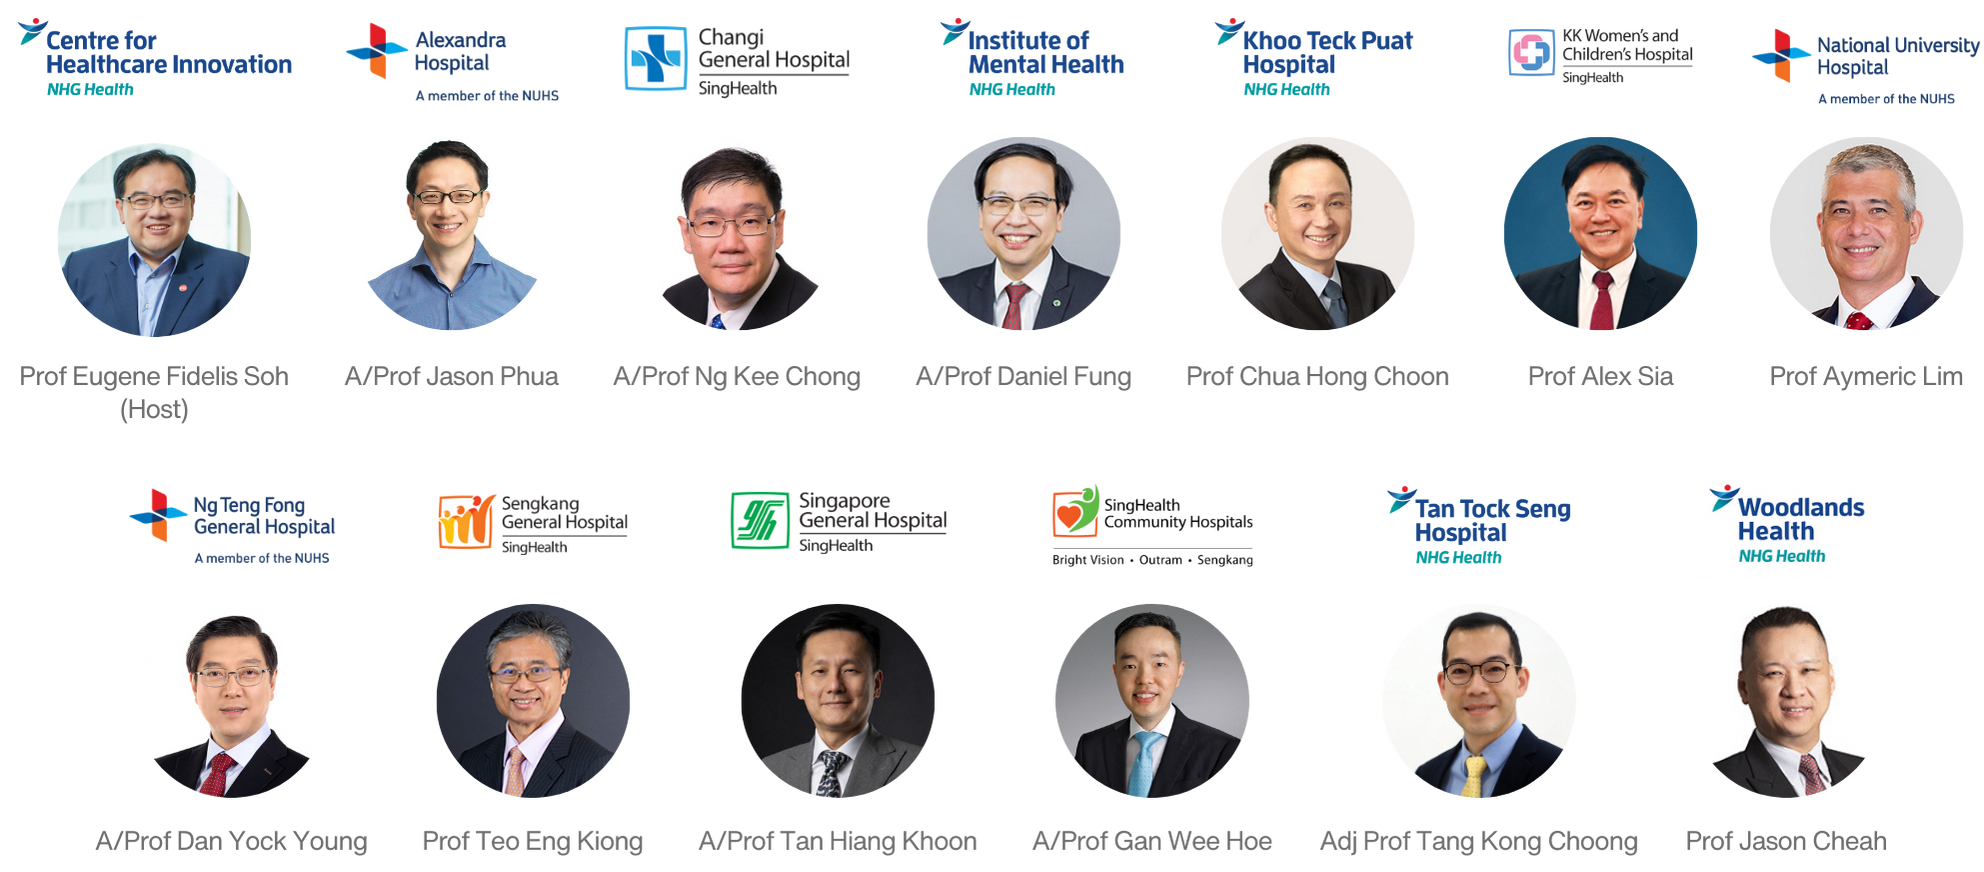 Centre for
Healthcare Innovation
NHG Health
Alexandra
Hospital
A member of the NUHS
Changi
General Hospital
SingHealth
Institute of
Mental Health
NHG Health
Khoo Teck Puat
Hospital
NHG Health
KK Women's and
Children's Hospital
SingHealth
National University
Hospital
A member of the NUHS
Prof Eugene Fidelis Soh
(Host)
A/Prof Jason Phua
A/Prof Ng Kee Chong
A/Prof Daniel Fung
Prof Chua Hong Choon
Prof Alex Sia
Prof Aymeric Lim
Ng Teng Fong
General Hospital
A member of the NUHS
Sengkang
General Hospital
SingHealth
Singapore
General Hospital
SingHealth
SingHealth
Community Hospitals
Bright Vision • Outram • Sengkang
Tan Tock Seng
Hospital
NHG Health
Woodlands
Health
NHG Health
A/Prof Dan Yock Young
Prof Teo Eng Kiong
A/Prof Tan Hiang Khoon
A/Prof Gan Wee Hoe
Adj Prof Tang Kong Choong
Prof Jason Cheah